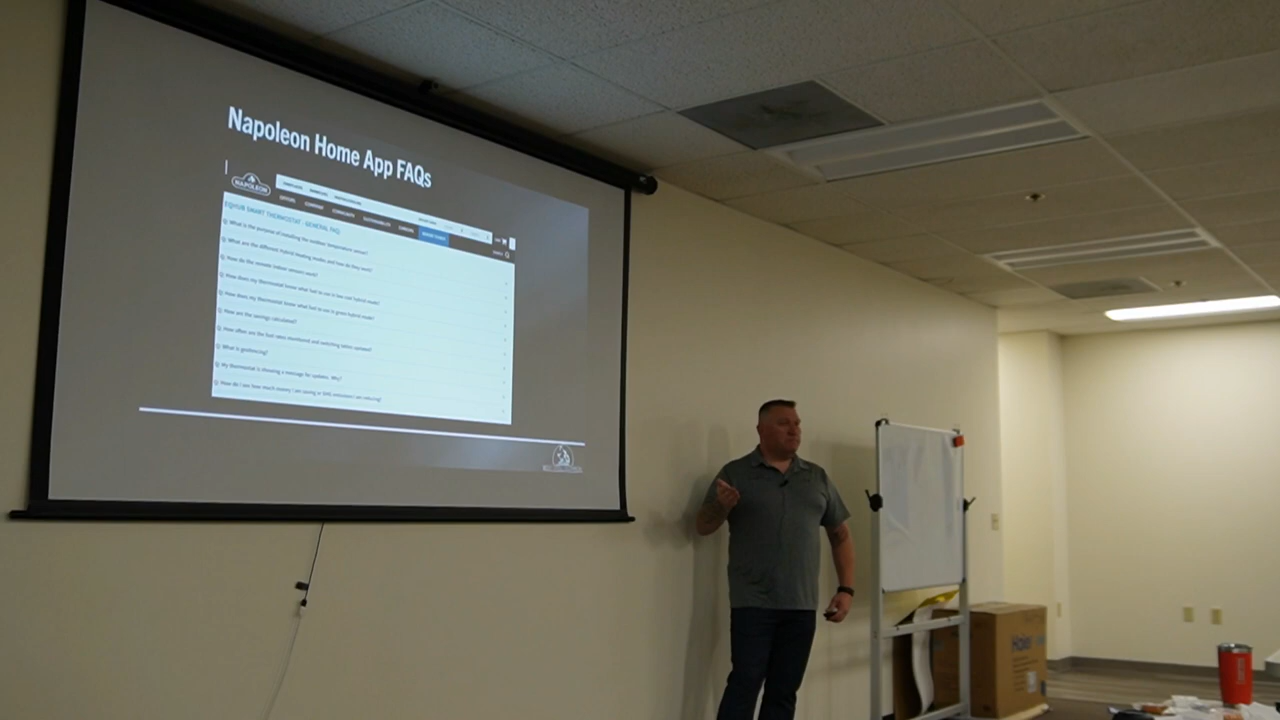 Napoleon Home App FAQs
NAPOLEON
SMART THERMOSTAT - GENERAL FAQ
Q: What is the purpose of installing the outdoor temperature sensor?
Q: What are the different Hybrid Heating modes and how do they work?
Q: How do the remote indoor sensors work?
Q: How does my thermostat know what fuel to use in low cost hybrid mode?
Q: How does my thermostat know what fuel to use in green hybrid mode?
Q: How are the savings calculated?
Q: How often are the fuel rates monitored and switching tables updated?
Q: What is geofencing?
Q: My thermostat is showing a message for updates. Why?
Q: How do I see how much money I am saving or GHG emissions I am reducing?